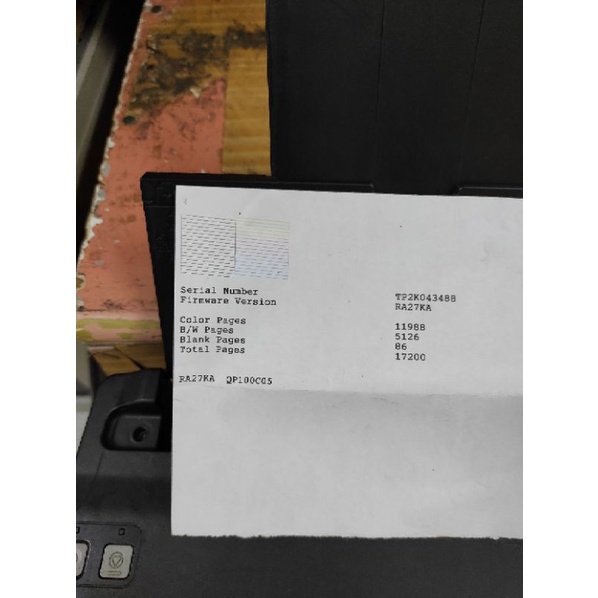 Serial Number TP2K043488
Firmware Version RA27KA
Color Pages 11988
B/W Pages 5126
Blank Pages 86
Total Pages 17200
RA27KA QP100C05